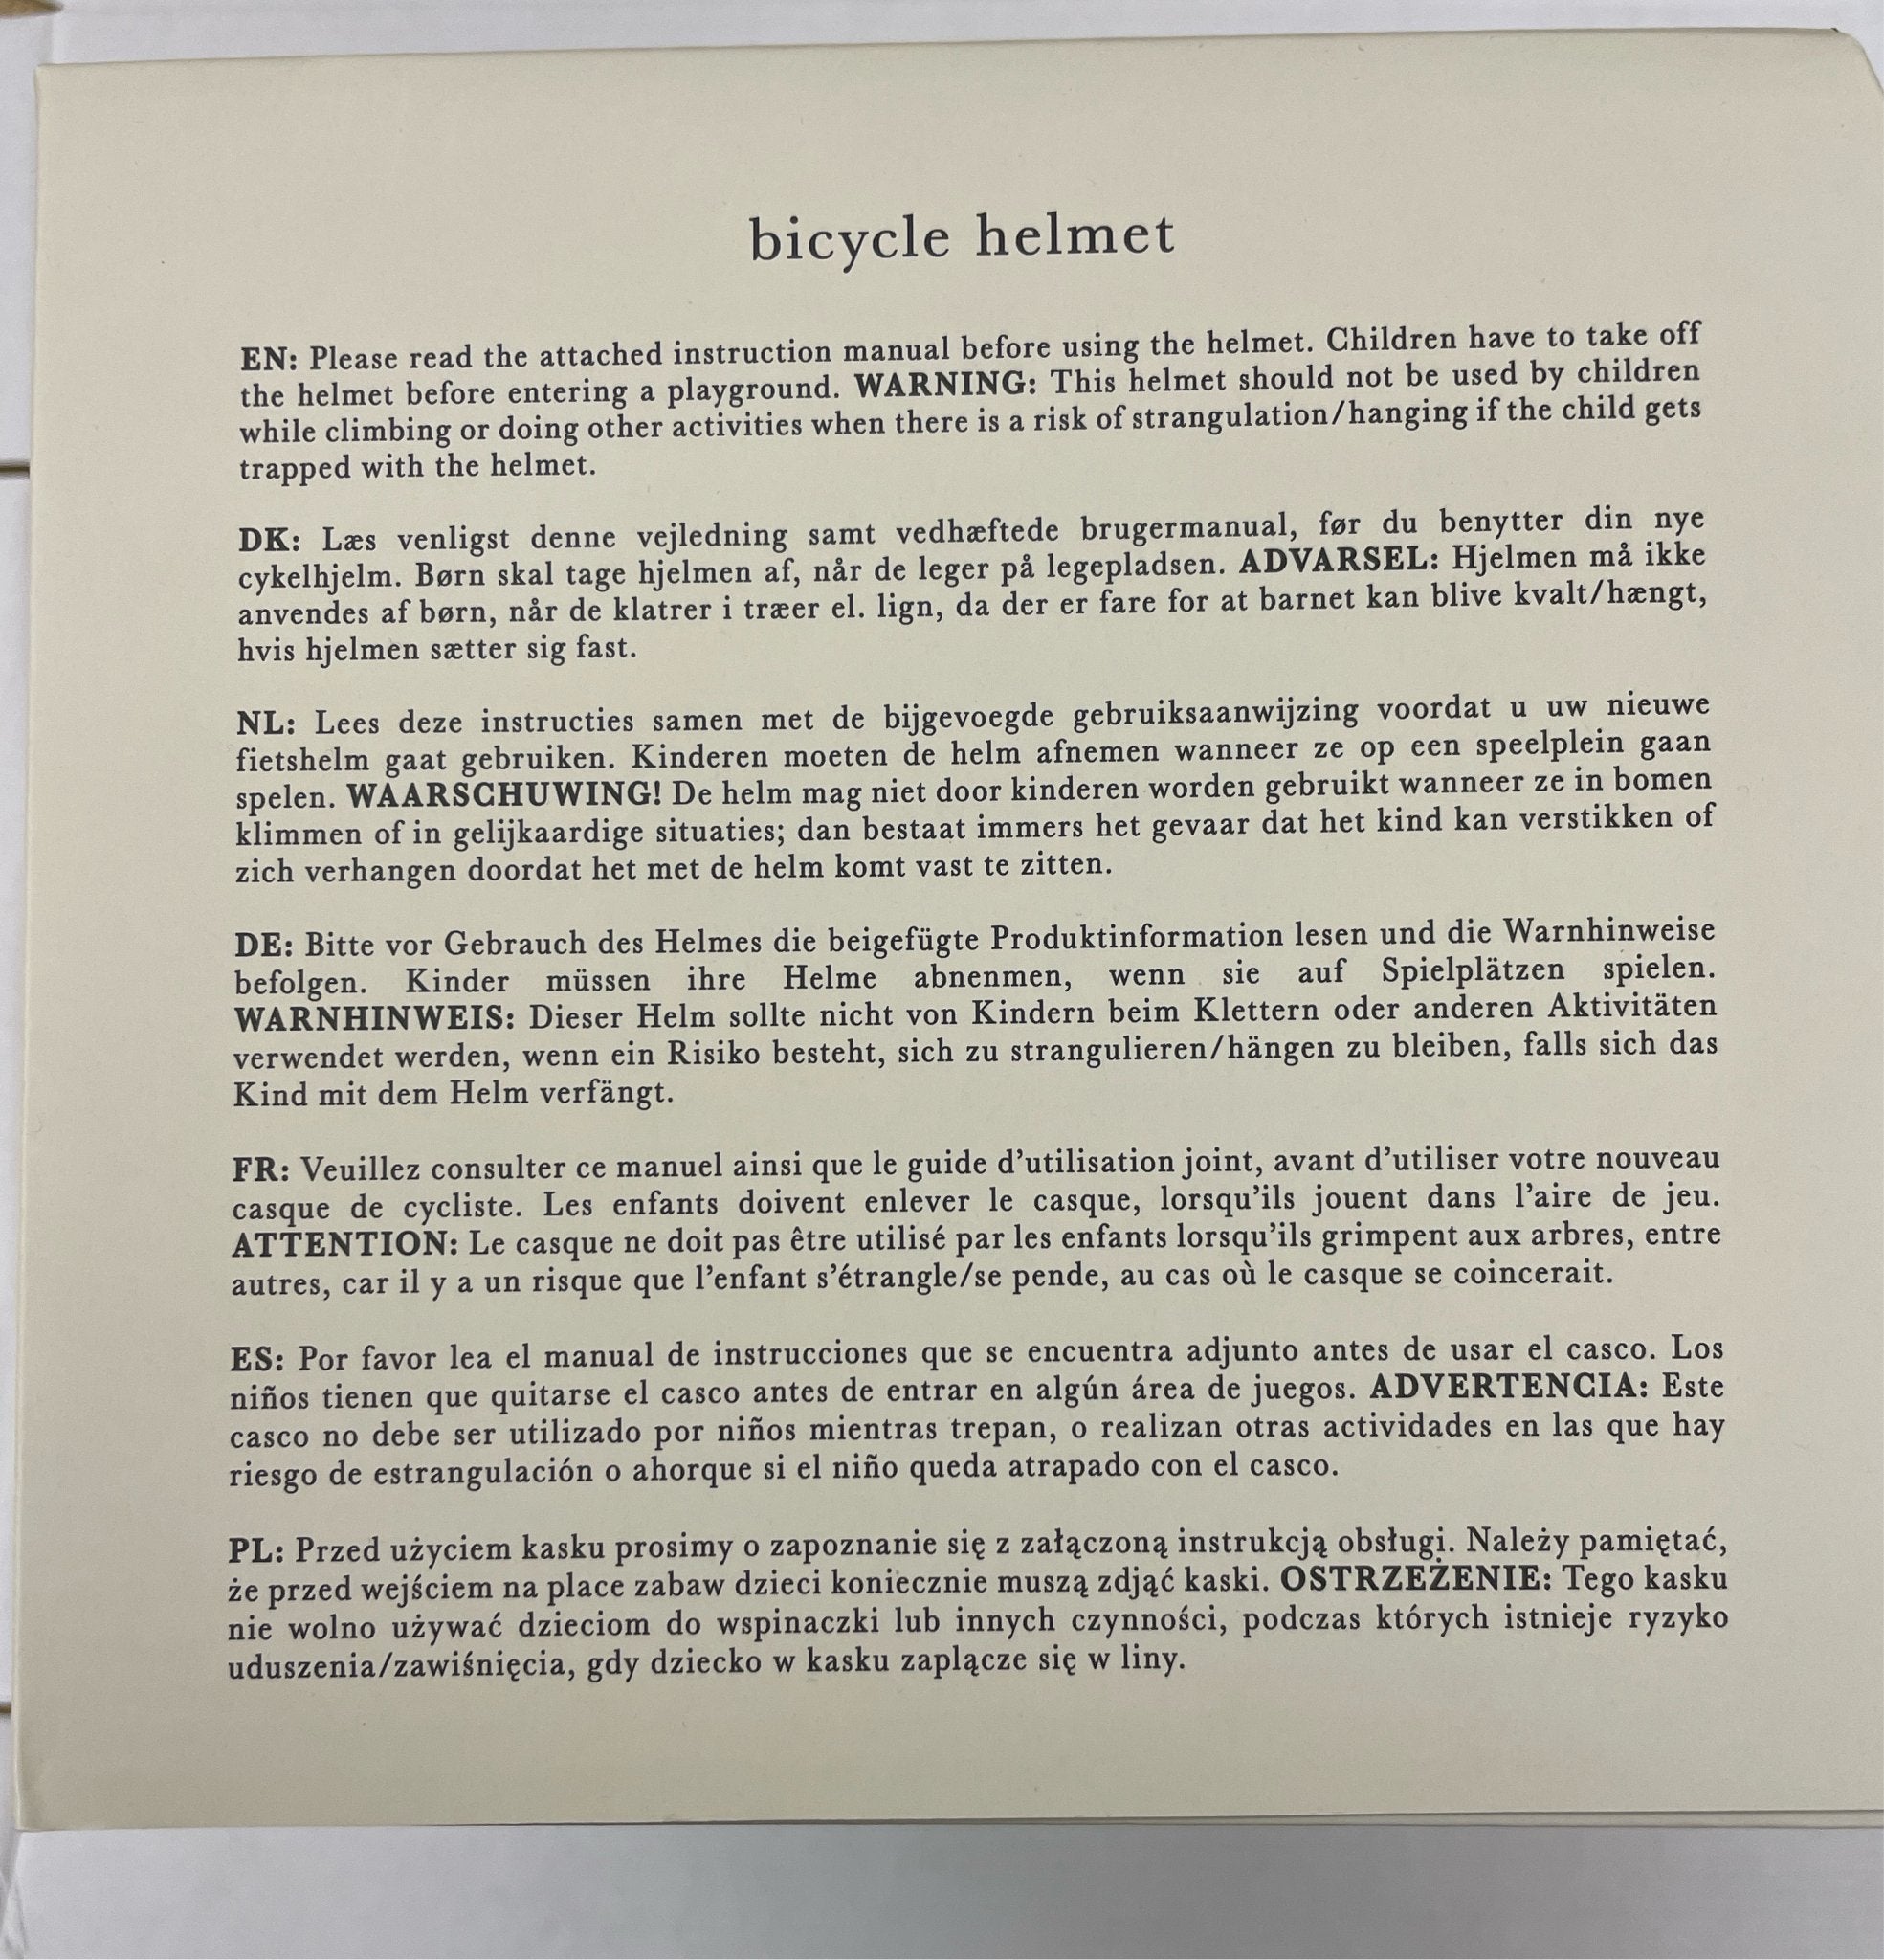 bicycle helmet
EN: Please read the attached instruction manual before using the helmet. Children have to take off
the helmet before entering a playground. WARNING: This helmet should not be used by children
while climbing or doing other activities when there is a risk of strangulation/hanging if the child gets
trapped with the helmet.
DK: Læs venligst denne vejledning samt vedhæftede brugermanual, før du benytter din nye
cykelhjelm. Børn skal tage hjelmen af, når de leger på legepladsen. ADVARSEL: Hjelmen må ikke
anvendes af børn, når de klatrer i træer el. lign, da der er fare for at barnet kan blive kvalt/hængt,
hvis hjelmen sætter sig fast.
NL: Lees deze instructies samen met de bijgevoegde gebruiksaanwijzing voordat u uw nieuwe
fietshelm gaat gebruiken. Kinderen moeten de helm afnemen wanneer ze op een speelplein gaan
spelen. WAARSCHUWING! De helm mag niet door kinderen worden gebruikt wanneer ze in bomen
klimmen of in gelijkaardige situaties; dan bestaat immers het gevaar dat het kind kan verstikken of
zich verhangen doordat het met de helm komt vast te zitten.
DE: Bitte vor Gebrauch des Helmes die beigefügte Produktinformation lesen und die Warnhinweise
befolgen. Kinder müssen ihre Helme abnenmen, wenn sie auf Spielplätzen spielen.
WARNHINWEIS: Dieser Helm sollte nicht von Kindern beim Klettern oder anderen Aktivitäten
verwendet werden, wenn ein Risiko besteht, sich zu strangulieren/hängen zu bleiben, falls sich das
Kind mit dem Helm verfängt.
FR: Veuillez consulter ce manuel ainsi que le guide d'utilisation joint, avant d'utiliser votre nouveau
casque de cycliste. Les enfants doivent enlever le casque, lorsqu'ils jouent dans l'aire de jeu.
ATTENTION: Le casque ne doit pas être utilisé par les enfants lorsqu'ils grimpent aux arbres, entre
autres, car il y a un risque que l'enfant s'étrangle/se pende, au cas où le casque se coincerait.
ES: Por favor lea el manual de instrucciones que se encuentra adjunto antes de usar el casco. Los
niños tienen que quitarse el casco antes de entrar en algún área de juegos. ADVERTENCIA: Este
casco no debe ser utilizado por niños mientras trepan, o realizan otras actividades en las que hay
riesgo de estrangulación o ahorque si el niño queda atrapado con el casco.
PL: Przed użyciem kasku prosimy o zapoznanie się z załączoną instrukcją obsługi. Należy pamiętać,
że przed wejściem na place zabaw dzieci koniecznie muszą zdjąć kaski. OSTRZEŻENIE: Tego kasku
nie wolno używać dzieciom do wspinaczki lub innych czynności, podczas których istnieje ryzyko
uduszenia/zawiśnięcia, gdy dziecko w kasku zaplącze się w liny.